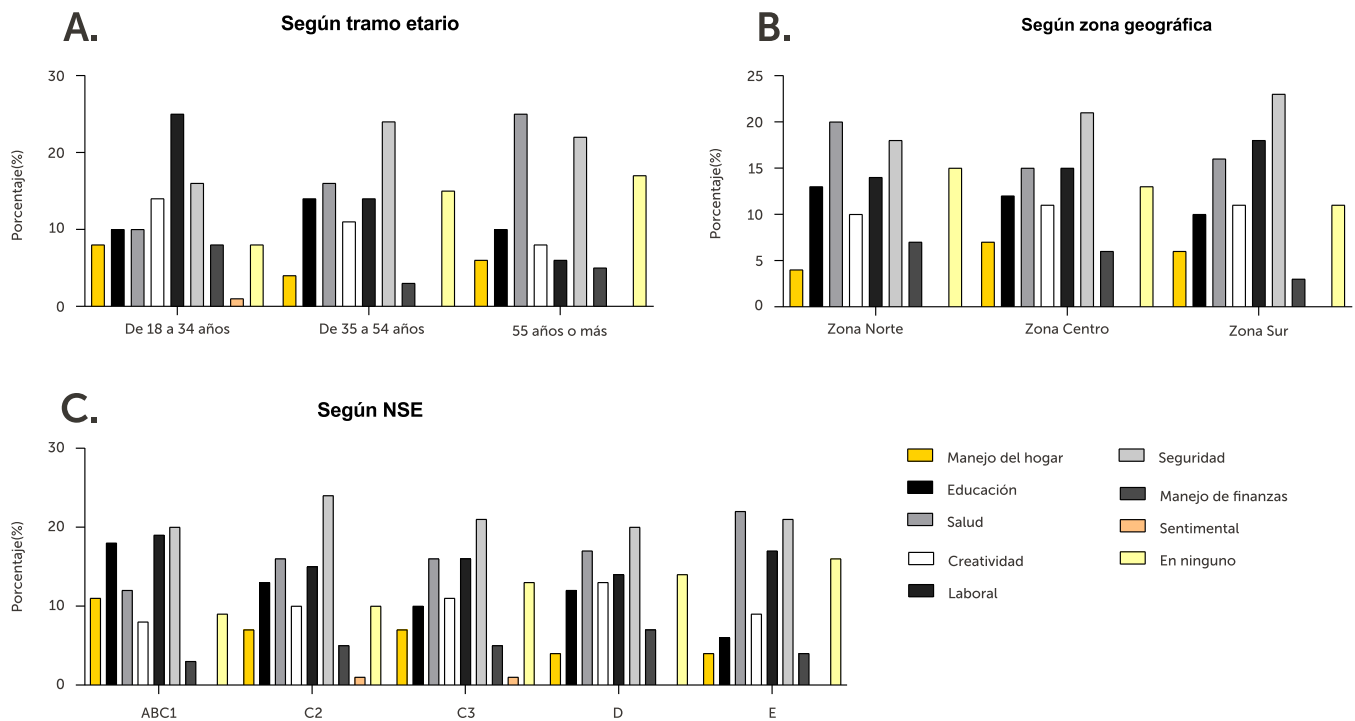 A.
Según tramo etario
Porcentaje(%)
30
20
10
0
De 18 a 34 años
De 35 a 54 años
55 años o más
B.
Según zona geográfica
Porcentaje(%)
25
20
15
10
5
0
Zona Norte
Zona Centro
Zona Sur
C.
Según NSE
Porcentaje(%)
30
20
10
0
ABC1
C2
C3
D
E
Manejo del hogar
Educación
Salud
Creatividad
Laboral
Seguridad
Manejo de finanzas
Sentimental
En ninguno